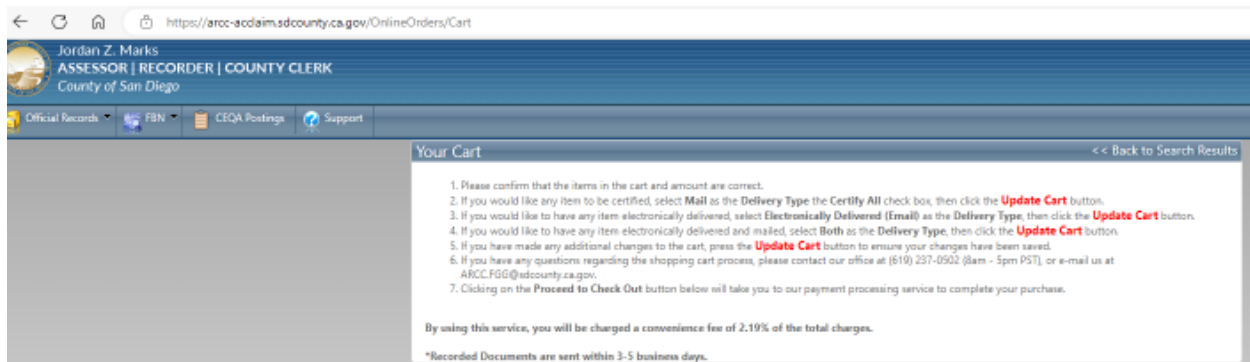 https://arcc-acclaim.sdcounty.ca.gov/OnlineOrders/Cart
Jordan Z. Marks
ASSESSOR | RECORDER | COUNTY CLERK
County of San Diego
Official Records FBN CEQA Postings Support
Your Cart << Back to Search Results
1. Please confirm that the items in the cart and amount are correct.
2. If you would like any item to be certified, select Mail as the Delivery Type the Certify All check box, then click the Update Cart button.
3. If you would like to have any item electronically delivered, select Electronically Delivered (Email) as the Delivery Type, then click the Update Cart button.
4. If you would like to have any item electronically delivered and mailed, select Both as the Delivery Type, then click the Update Cart button.
5. If you have made any additional changes to the cart, press the Update Cart button to ensure your changes have been saved.
6. If you have any questions regarding the shopping cart process, please contact our office at (619) 237-0502 (8am - 5pm PST), or e-mail us at
ARCC.FGG@sdcounty.ca.gov.
7. Clicking on the Proceed to Check Out button below will take you to our payment processing service to complete your purchase.
By using this service, you will be charged a convenience fee of 2.19% of the total charges.
*Recorded Documents are sent within 3-5 business days.